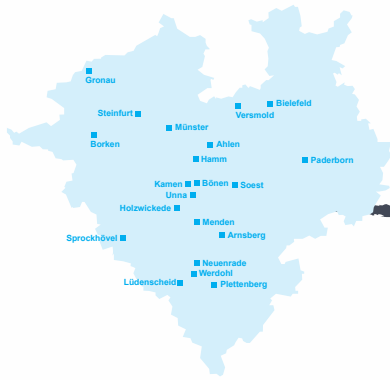 Gronau
Bielefeld
Versmold
Steinfurt
Münster
Borken
Ahlen
Hamm
Paderborn
Kamen
Bönen
Soest
Unna
Holzwickede
Menden
Arnsberg
Sprockhövel
Neuenrade
Werdohl
Lüdenscheid
Plettenberg